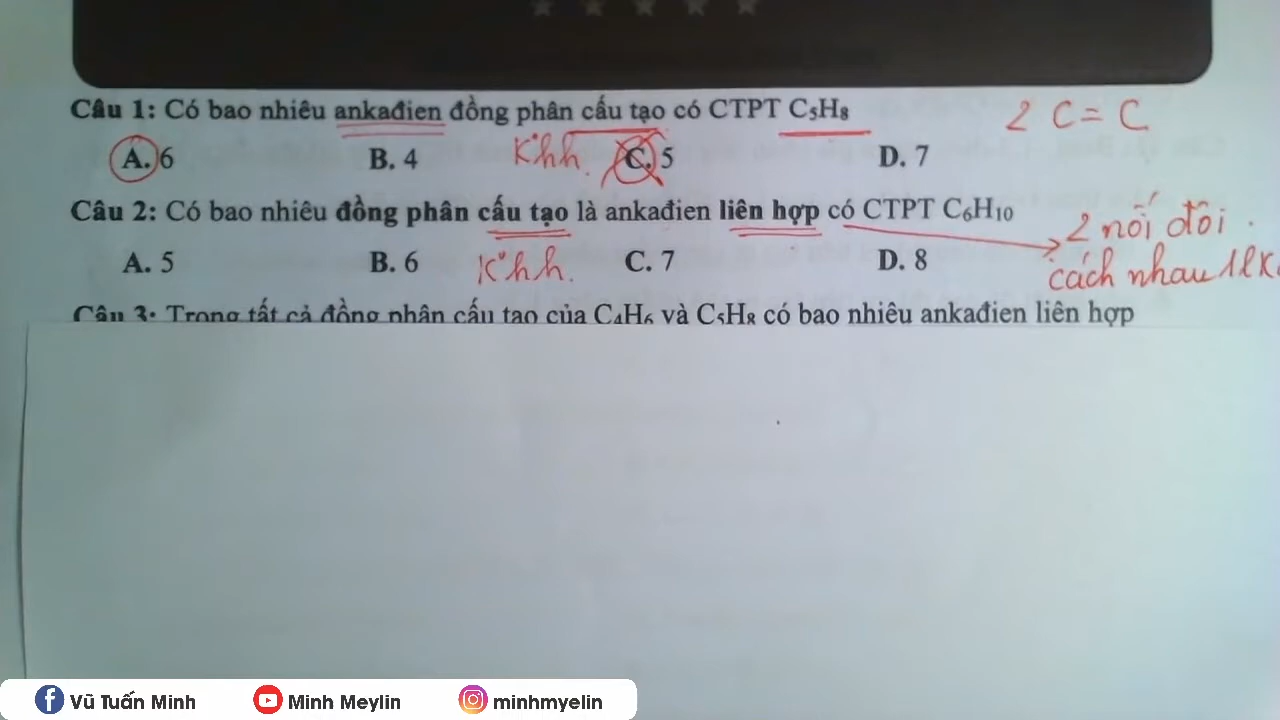 Câu 1: Có bao nhiêu ankađien đồng phân cấu tạo có CTPT C₅H₈
2 C = C
A. 6 B. 4 K°hh. C. 5 D. 7
Câu 2: Có bao nhiêu đồng phân cấu tạo là ankađien liên hợp có CTPT C₆H₁₀
2 nối đôi.
cách nhau 1lk
A. 5 B. 6 K°hh. C. 7 D. 8
Câu 3: Trong tất cả đồng phân cấu tạo của C₄H₆ và C₅H₈ có bao nhiêu ankađien liên hợp
Vũ Tuấn Minh Minh Meylin minhmyelin